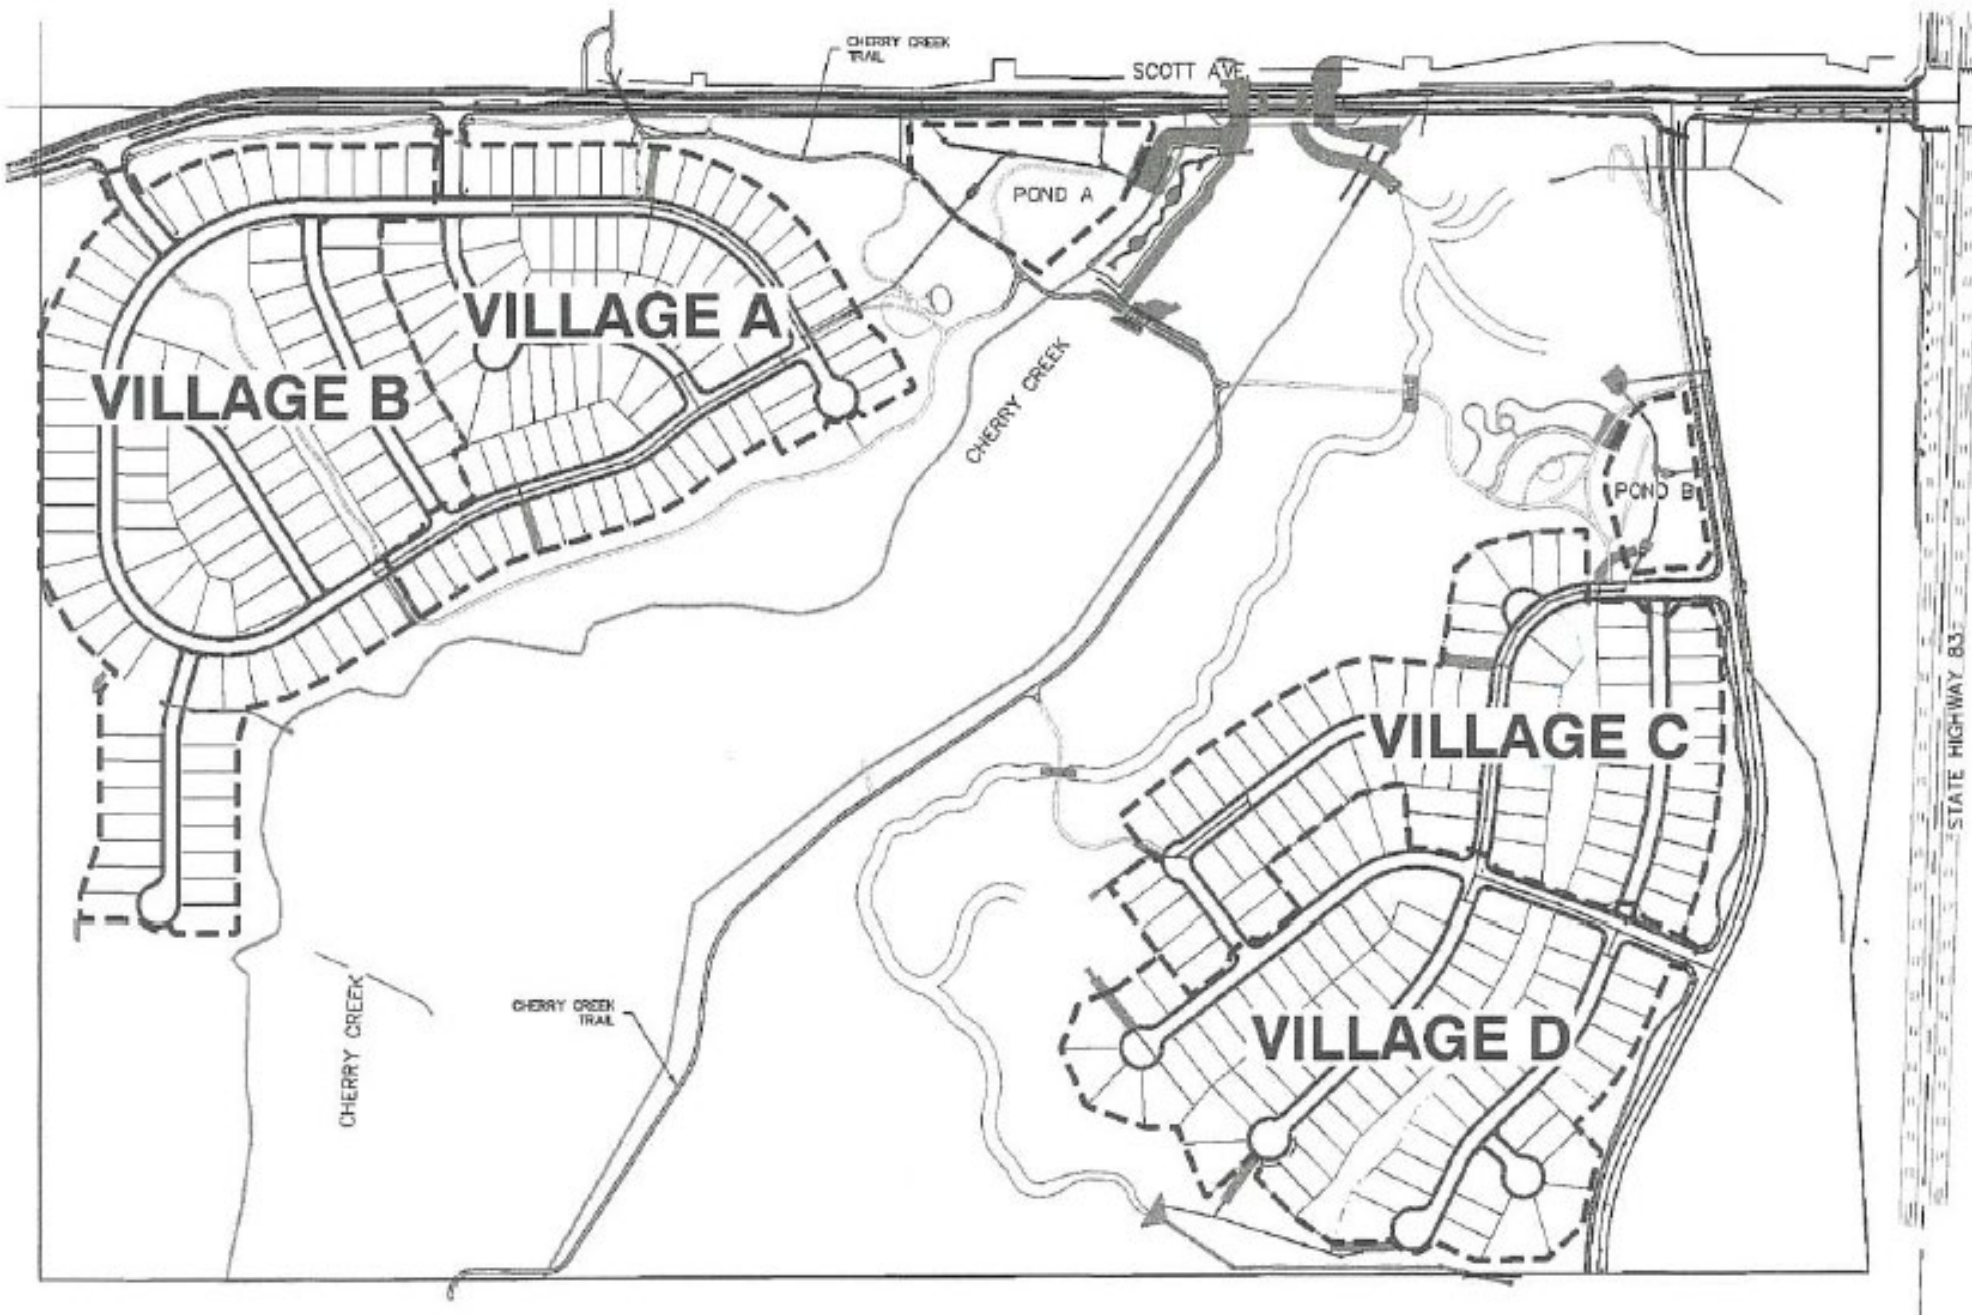 CHERRY CREEK
TRAIL
SCOTT AVE
POND A
VILLAGE A
VILLAGE B
CHERRY CREEK
POND B
STATE HIGHWAY 83
VILLAGE C
CHERRY CREEK
CHERRY CREEK
TRAIL
VILLAGE D